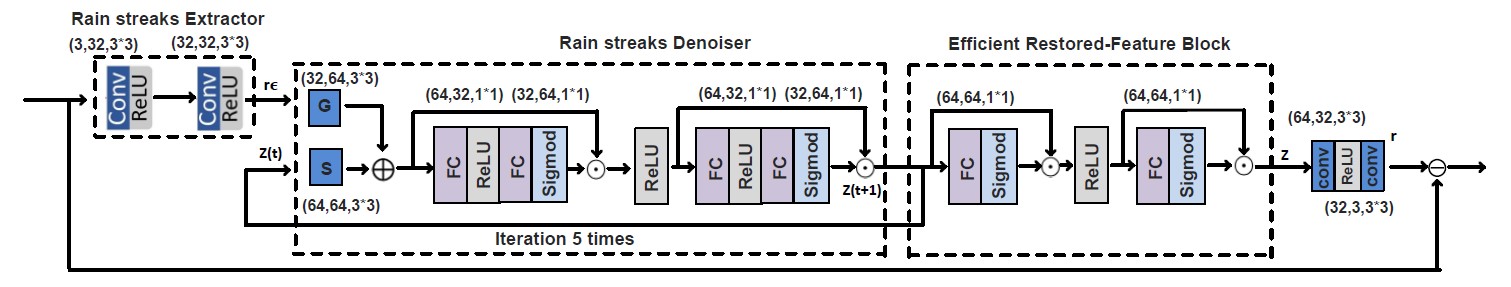 Rain streaks Extractor
(3,32,3*3) (32,32,3*3)
Conv ReLU
Conv ReLU
rϵ
Rain streaks Denoiser
(32,64,3*3)
G
Z(t)
S
(64,64,3*3)
(64,32,1*1) (32,64,1*1)
FC ReLU FC Sigmod
ReLU
(64,32,1*1) (32,64,1*1)
FC ReLU FC Sigmod
Z(t+1)
Iteration 5 times
Efficient Restored-Feature Block
(64,64,1*1)
FC Sigmod
ReLU
(64,64,1*1)
FC Sigmod
z
(64,32,3*3)
conv ReLU conv
r
(32,3,3*3)